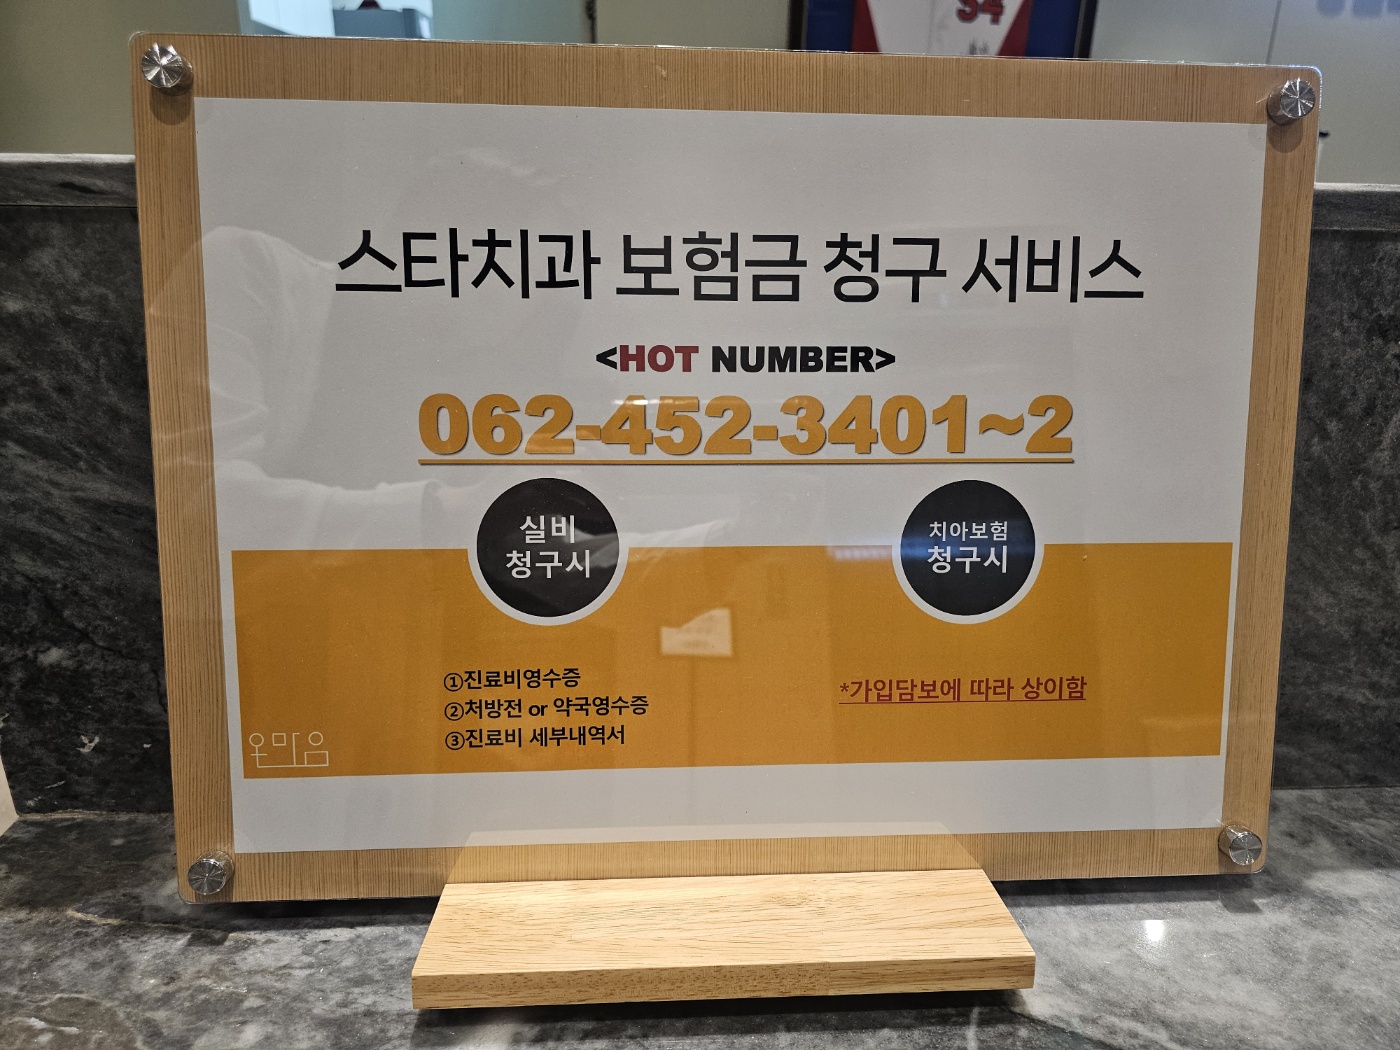 34
스타치과 보험금 청구 서비스
<HOT NUMBER>
062-452-3401~2
실비
청구시
치아보험
청구시
①진료비영수증
②처방전 or 약국영수증
③진료비 세부내역서
*가입담보에 따라 상이함
온마음